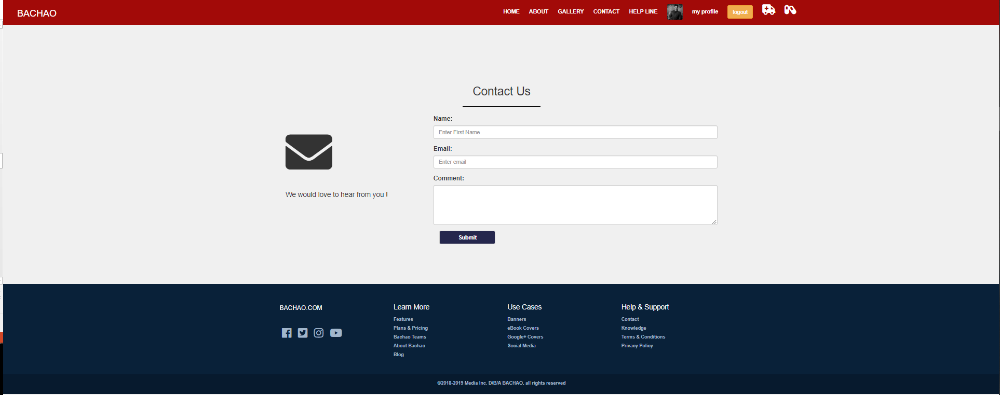 BACHAO
HOME ABOUT GALLERY CONTACT HELP LINE my profile logout
Contact Us
Name:
Enter First Name
Email:
Enter email
Comment:
We would love to hear from you !
Submit
BACHAO.COM
Learn More
Features
Plans & Pricing
Bachao Teams
About Bachao
Blog
Use Cases
Banners
eBook Covers
Google+ Covers
Social Media
Help & Support
Contact
Knowledge
Terms & Conditions
Privacy Policy
©2018-2019 Media Inc. D/B/A BACHAO, all rights reserved